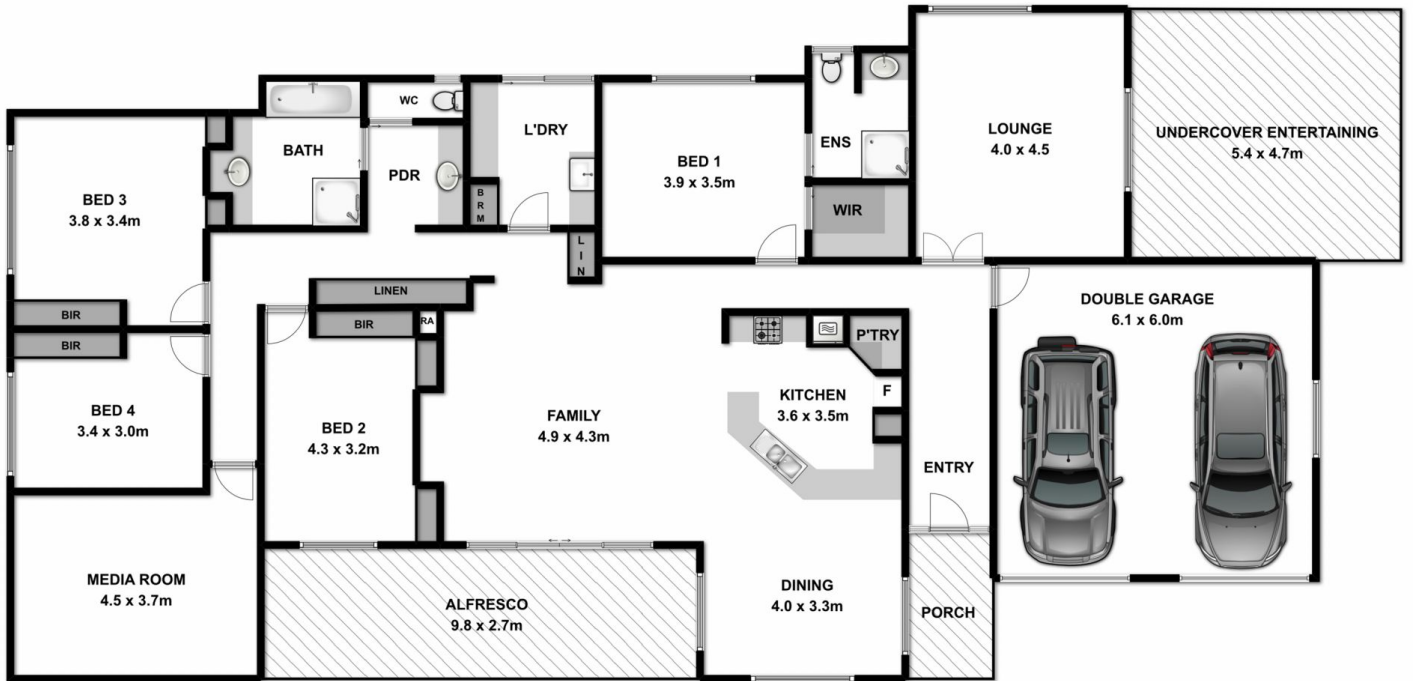 WC
L'DRY
BATH
PDR
B
R
M
BED 1
3.9 x 3.5m
ENS
WIR
LOUNGE
4.0 x 4.5
UNDERCOVER ENTERTAINING
5.4 x 4.7m
BED 3
3.8 x 3.4m
L
I
N
LINEN
BIR
BIR
BIR
RA
DOUBLE GARAGE
6.1 x 6.0m
P'TRY
F
KITCHEN
3.6 x 3.5m
BED 4
3.4 x 3.0m
BED 2
4.3 x 3.2m
FAMILY
4.9 x 4.3m
ENTRY
MEDIA ROOM
4.5 x 3.7m
ALFRESCO
9.8 x 2.7m
DINING
4.0 x 3.3m
PORCH